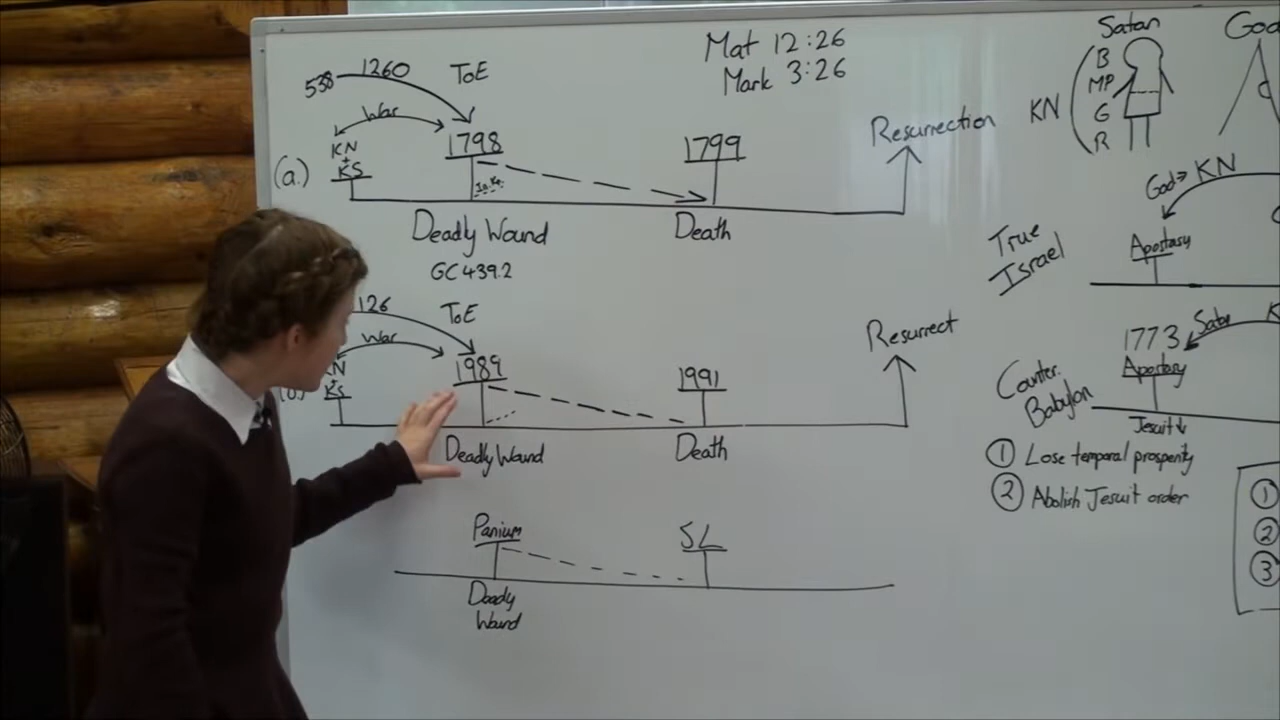 Mat 12:26
Mark 3:26
538
1260
ToE
War
KN
+
KS
1798
1799
Resurrection
(a.)
Deadly Wound
Death
GC 439.2
126
ToE
War
KN
+
KS
1989
1991
Resurrect
Deadly Wound
Death
Panium
SL
Deadly
Wound
Satan
God
KN
B
MP
G
R
God→ KN
True
Israel
Apostasy
1773
Satan
Apostasy
Counter.
Babylon
Jesuit↓
① Lose temporal prosperity
② Abolish Jesuit order
①
②
③